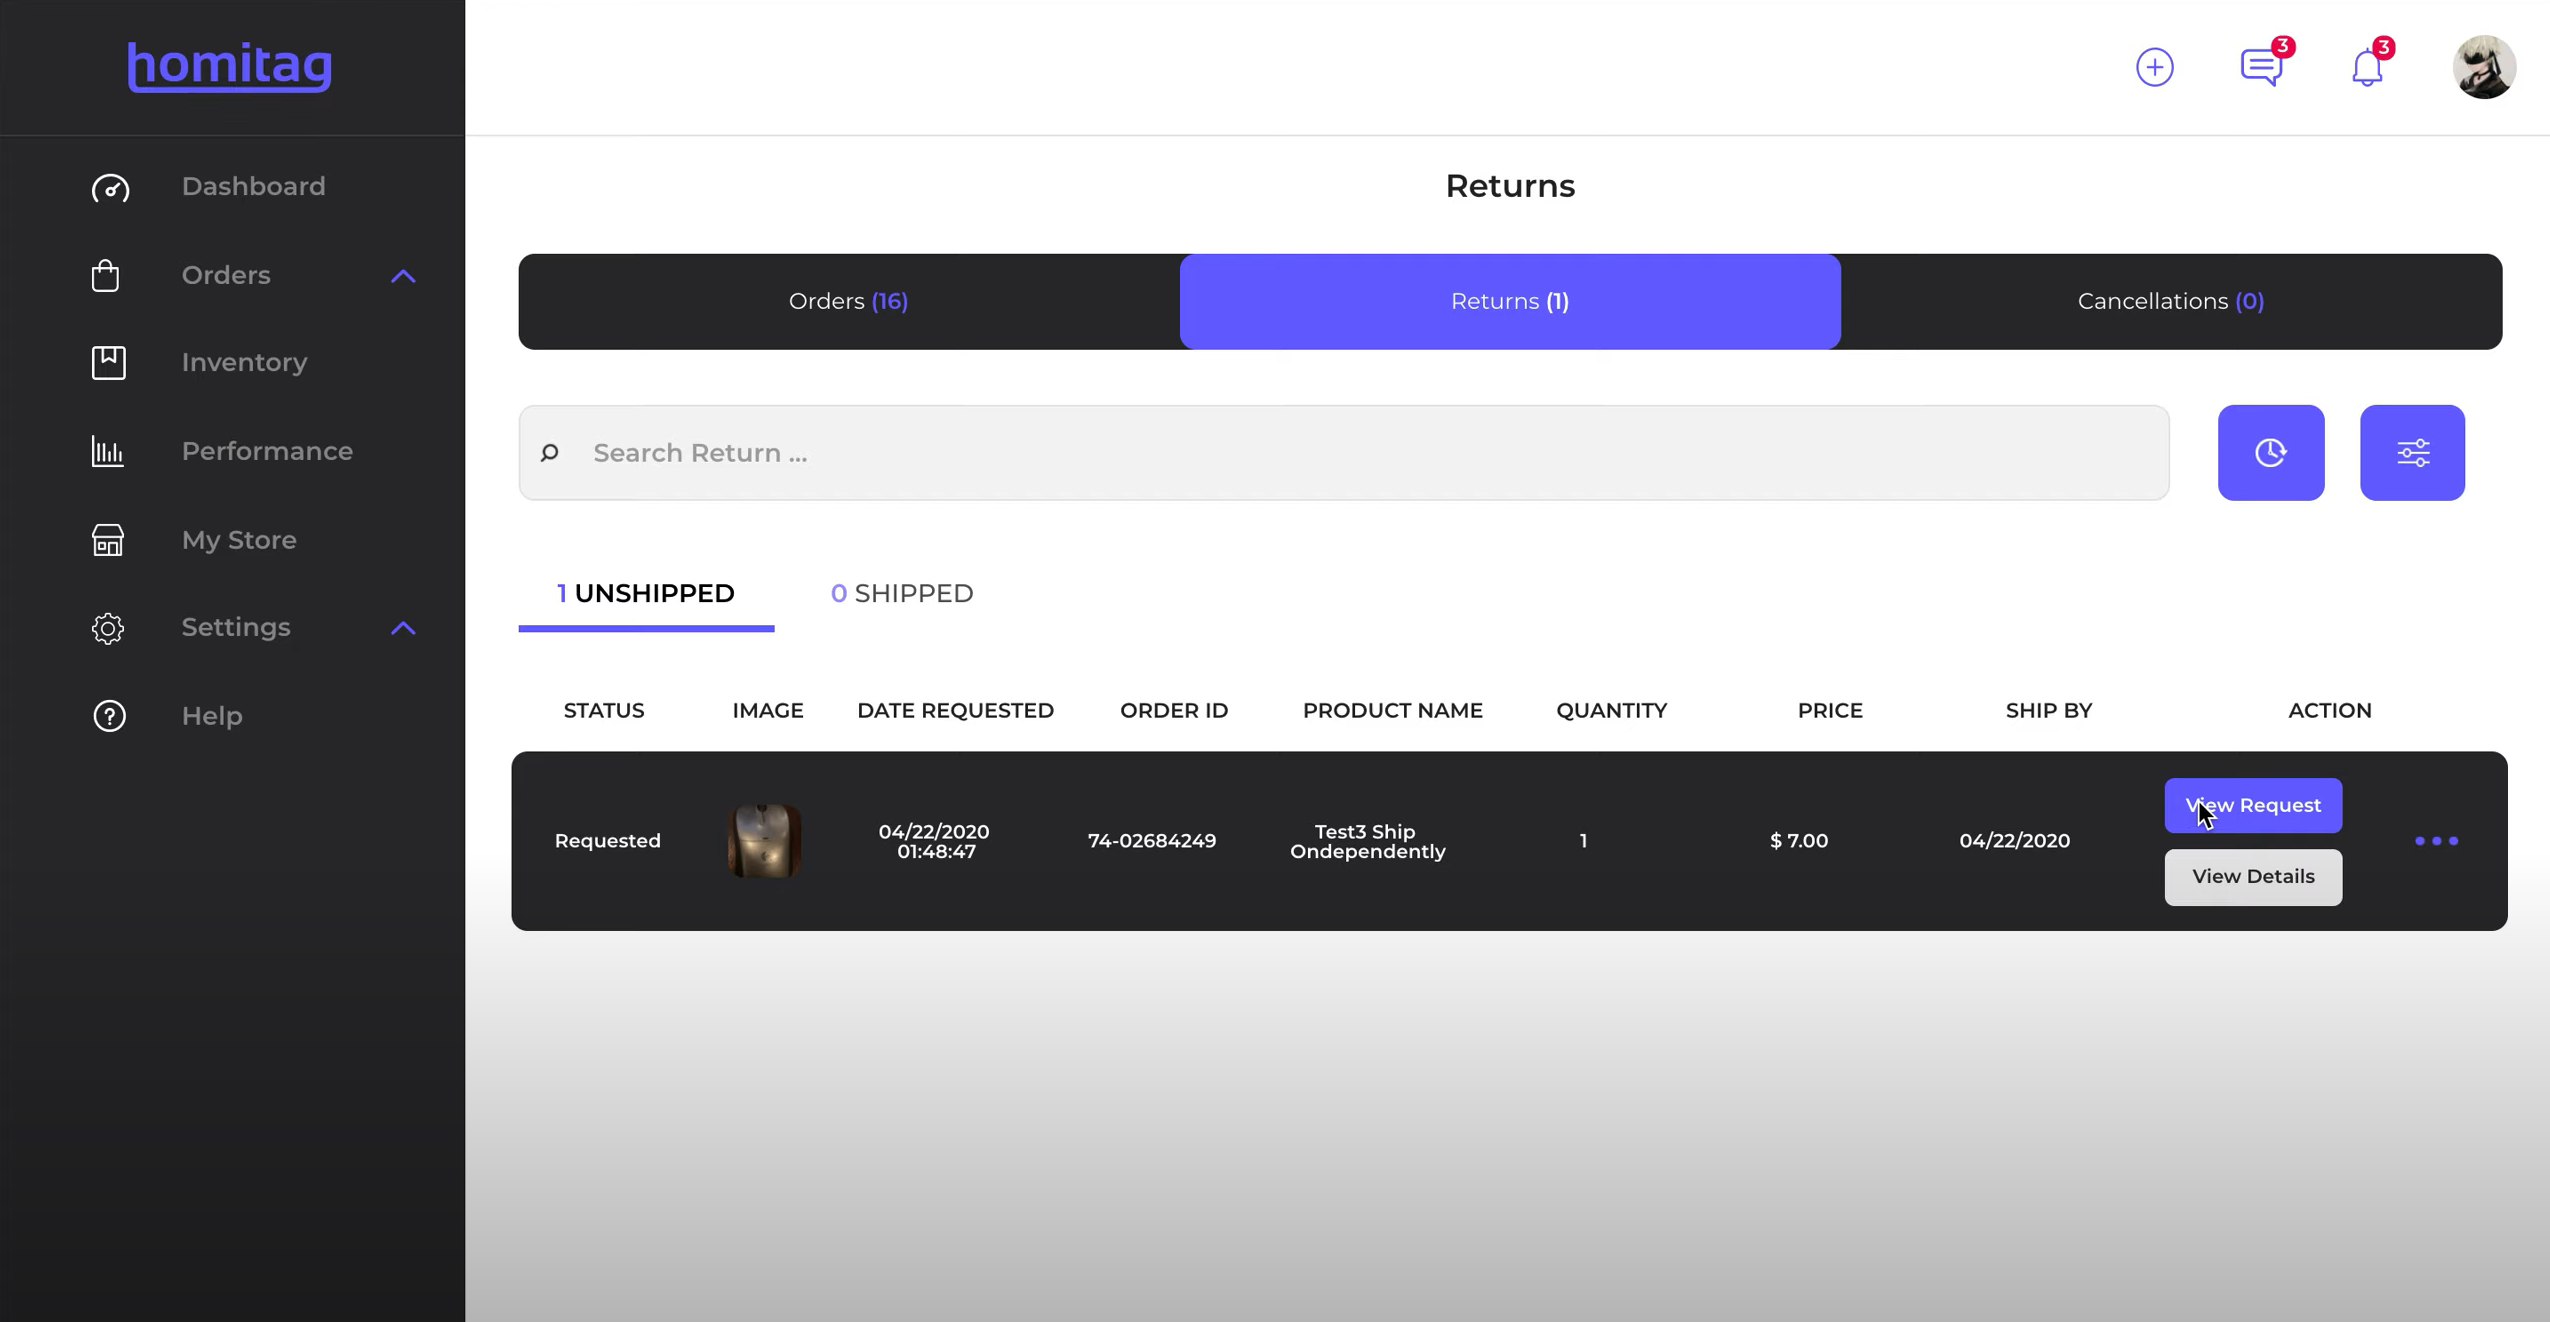 homitag
3
3
Dashboard
Orders
Inventory
Performance
My Store
Settings
Help
Returns
Orders (16)
Returns (1)
Cancellations (0)
Search Return ...
1 UNSHIPPED
0 SHIPPED
STATUS IMAGE DATE REQUESTED ORDER ID PRODUCT NAME QUANTITY PRICE SHIP BY ACTION
Requested
04/22/2020
01:48:47
74-02684249
Test3 Ship
Ondependently
1
$ 7.00
04/22/2020
View Request
View Details